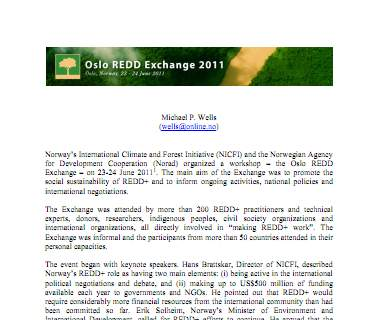 Oslo REDD Exchange 2011
Oslo, Norway, 23 - 24 June 2011
Michael P. Wells
(wells@online.no)
Norway's International Climate and Forest Initiative (NICFI) and the Norwegian Agency
for Development Cooperation (Norad) organized a workshop – the Oslo REDD
Exchange – on 23-24 June 2011¹. The main aim of the Exchange was to promote the
social sustainability of REDD+ and to inform ongoing activities, national policies and
international negotiations.
The Exchange was attended by more than 200 REDD+ practitioners and technical
experts, donors, researchers, indigenous peoples, civil society organizations and
international organizations, all directly involved in “making REDD+ work”. The
Exchange was informal and the participants from more than 50 countries attended in their
personal capacities.
The event began with keynote speakers. Hans Brattskar, Director of NICFI, described
Norway's REDD+ role as having two main elements: (i) being active in the international
political negotiations and debate, and (ii) making up to US$500 million of funding
available each year to governments and NGOs. He pointed out that REDD+ would
require considerably more financial resources from the international community than had
been committed so far. Erik Solheim, Norway's Minister of Environment and
International Development, called for REDD+ efforts to continue. He argued that the